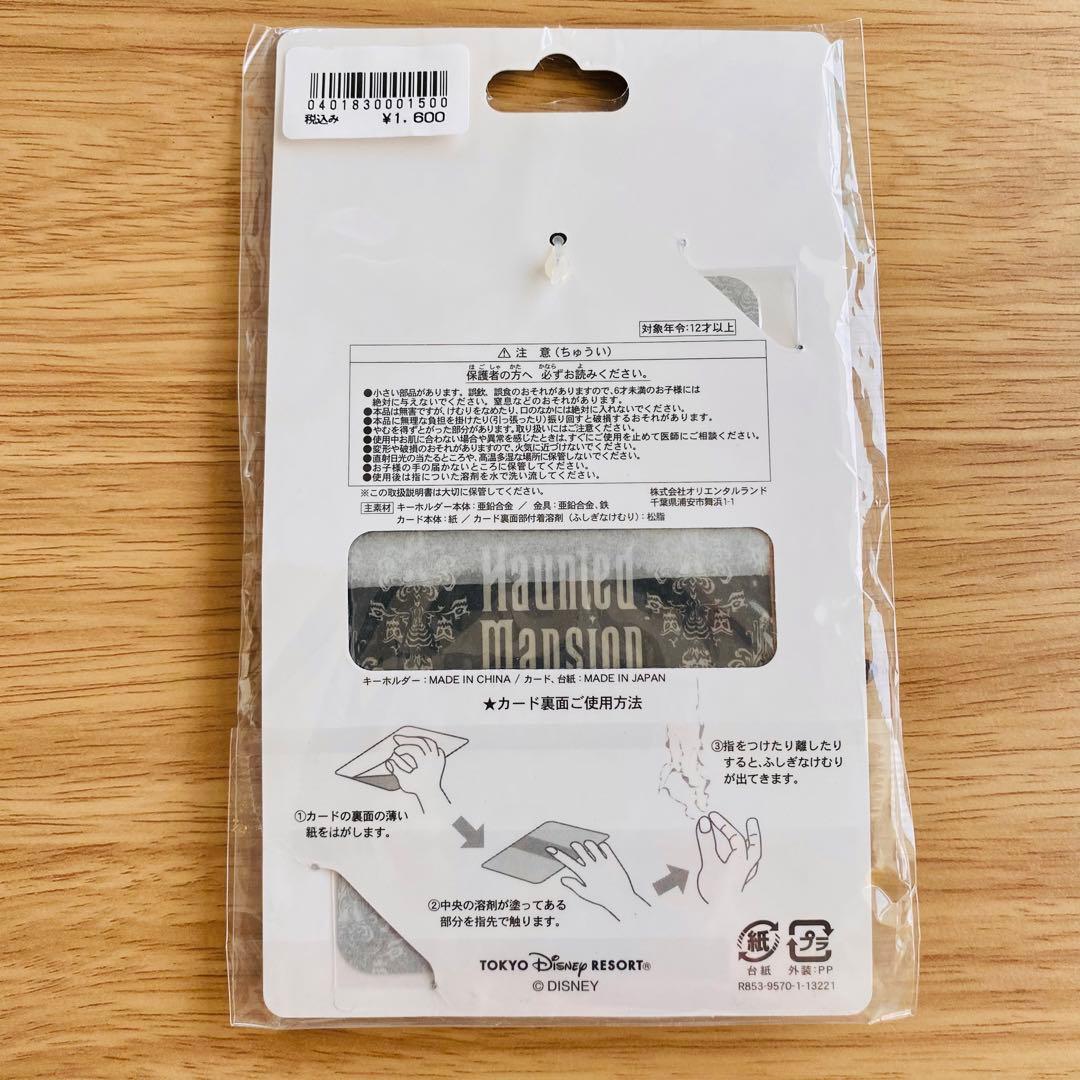 0401830001500
税込み ¥1,600
対象年令:12才以上
⚠注 意(ちゅうい)
ほごしゃ かた かなら よ
保護者の方へ 必ずお読みください。
●小さい部品があります。誤飲、誤食のおそれがありますので、6才未満のお子様には
絶対に与えないでください。窒息などのおそれがあります。
●本品は無害ですが、けむりをなめたり、口のなかには絶対に入れないでください。
●本品に無理な負担を掛けたり(引っ張ったり)振り回すと破損するおそれがあります。
●やむを得ずとがった部分があります。取り扱いにはご注意ください。
●使用中お肌に合わない場合や異常を感じたときは、すぐにご使用を止めて医師にご相談ください。
●変形や破損のおそれがありますので、火気に近づけないでください。
●直射日光の当たるところや、高温多湿な場所に保管しないでください。
●お子様の手の届かないところに保管してください。
●使用後は指についた溶剤を水で洗い流してください。
※この取扱説明書は大切に保管してください。
株式会社オリエンタルランド
千葉県浦安市舞浜1-1
主素材 キーホルダー本体:亜鉛合金 / 金具:亜鉛合金、鉄
カード本体:紙 / カード裏面部付着溶剤(ふしぎなけむり):松脂
Haunted
Mansion
キーホルダー:MADE IN CHINA / カード、台紙:MADE IN JAPAN
★カード裏面ご使用方法
①カードの裏面の薄い
紙をはがします。
②中央の溶剤が塗ってある
部分を指先で触ります。
③指をつけたり離したり
すると、ふしぎなけむり
が出てきます。
紙 プラ
台紙 外装:PP
R853-9570-1-13221
TOKYO Disney RESORT®
© DISNEY